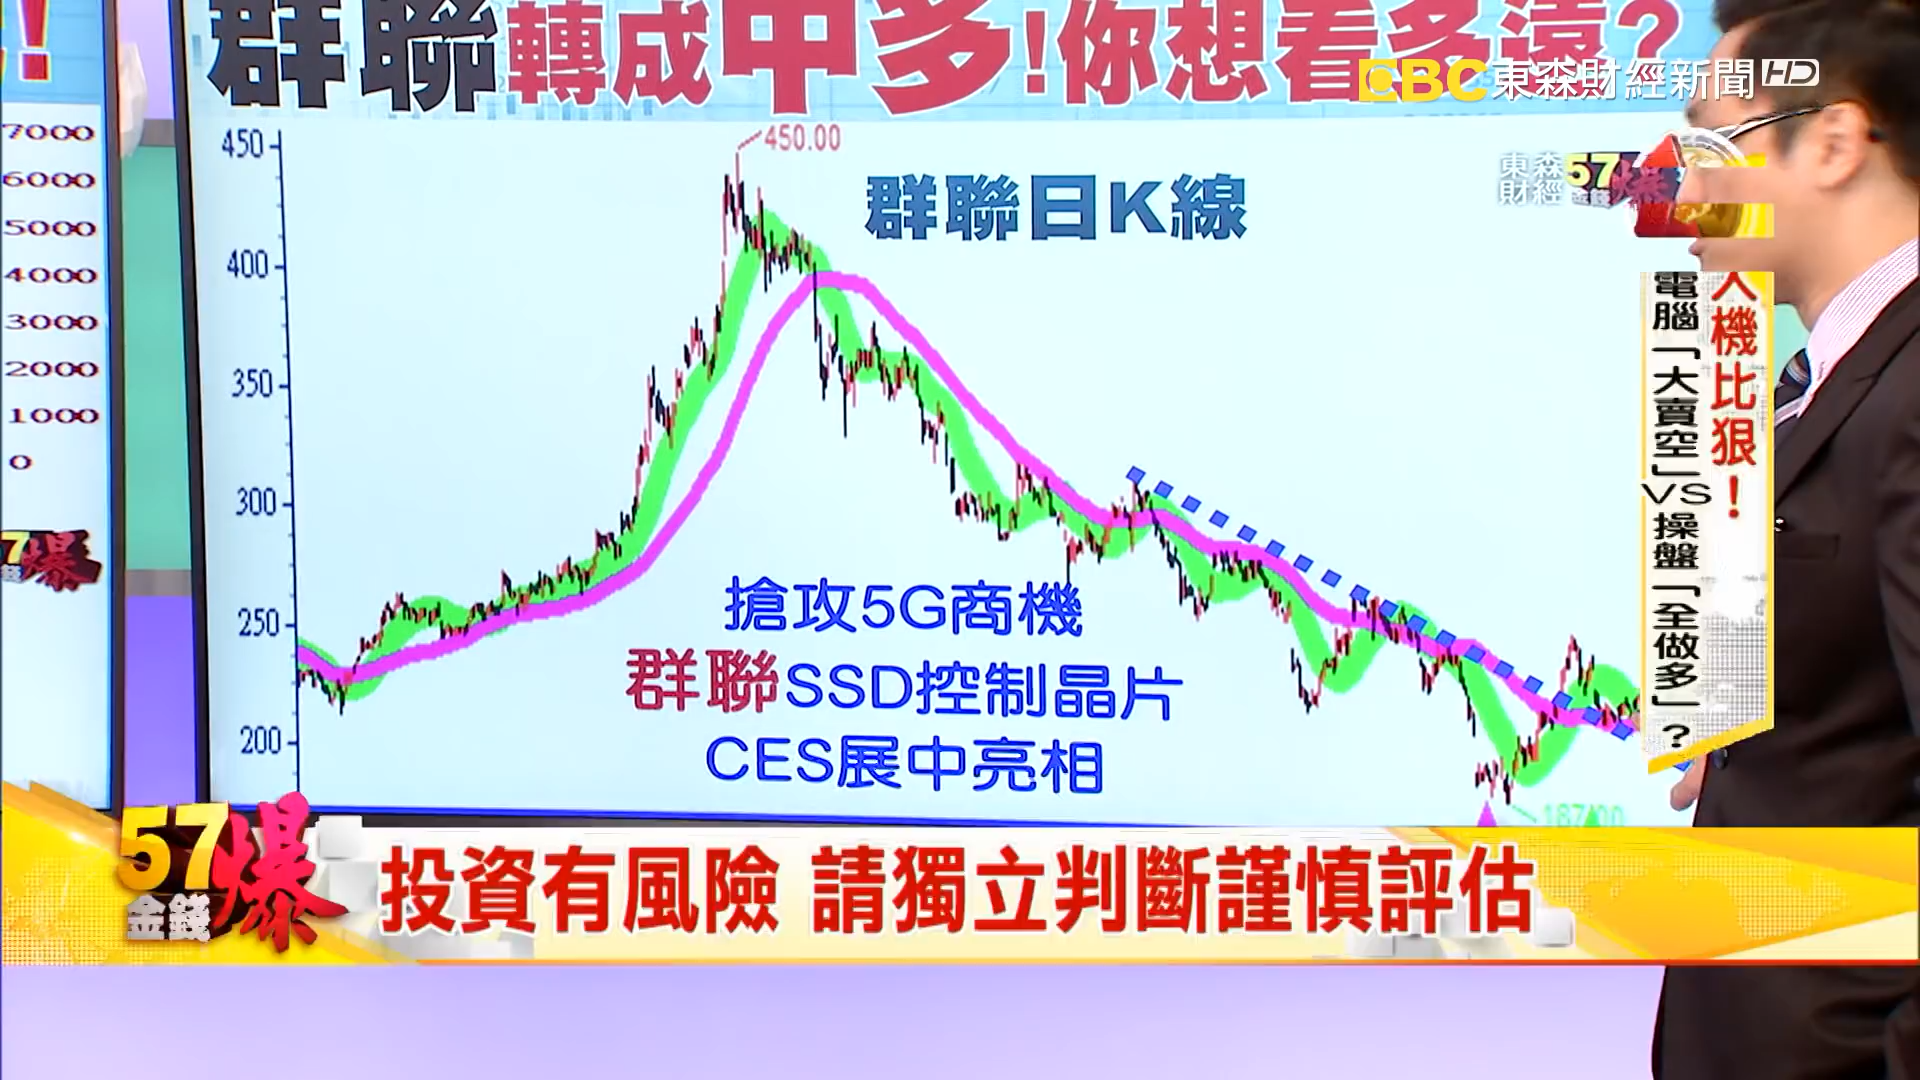 群聯轉成中多!你想看多遠?
EBC東森財經新聞HD
東森財經 57金錢爆
人機比狠!
電腦「大賣空」VS操盤「全做多」?
7000
6000
5000
4000
3000
2000
1000
0
450
400
350
300
250
200
450.00
群聯日K線
搶攻5G商機
群聯SSD控制晶片
CES展中亮相
187.00
57金錢爆
投資有風險 請獨立判斷謹慎評估